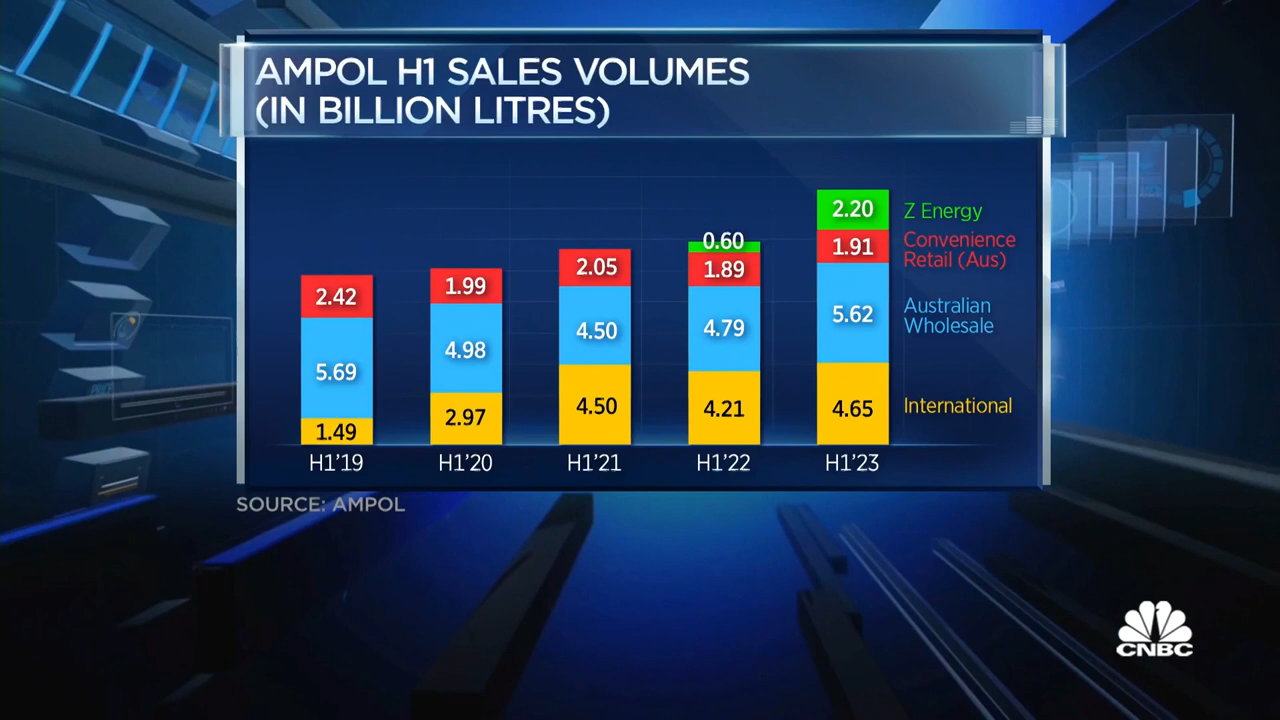 AMPOL H1 SALES VOLUMES
(IN BILLION LITRES)
2.42
5.69
1.49
H1'19
1.99
4.98
2.97
H1'20
2.05
4.50
4.50
H1'21
0.60
1.89
4.79
4.21
H1'22
2.20
1.91
5.62
4.65
H1'23
Z Energy
Convenience
Retail (Aus)
Australian
Wholesale
International
SOURCE: AMPOL
CNBC